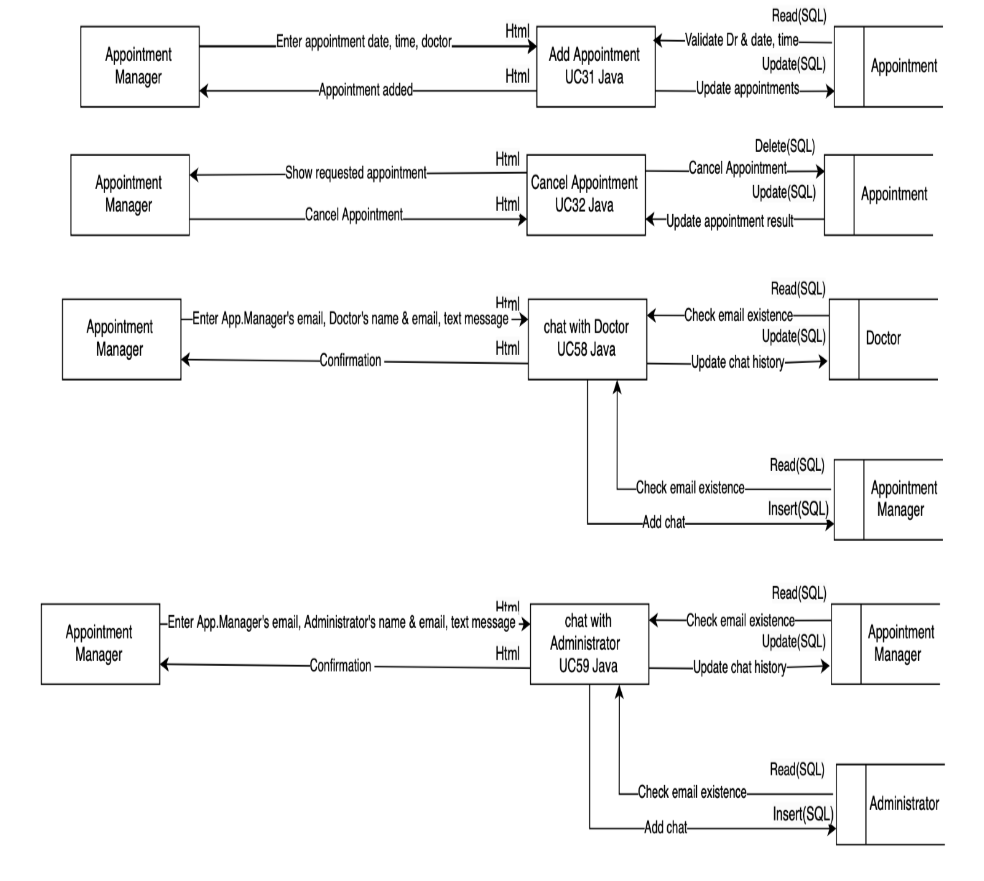 Appointment
Manager
Enter appointment date, time, doctor
Html
Appointment added
Html
Add Appointment
UC31 Java
Read(SQL)
Validate Dr & date, time
Update(SQL)
Update appointments
Appointment
Appointment
Manager
Show requested appointment
Html
Cancel Appointment
Html
Cancel Appointment
UC32 Java
Delete(SQL)
Cancel Appointment
Update(SQL)
Update appointment result
Appointment
Appointment
Manager
Enter App.Manager's email, Doctor's name & email, text message
Html
Confirmation
Html
chat with Doctor
UC58 Java
Read(SQL)
Check email existence
Update(SQL)
Update chat history
Doctor
Read(SQL)
Check email existence
Insert(SQL)
Add chat
Appointment
Manager
Appointment
Manager
Enter App.Manager's email, Administrator's name & email, text message
Html
Confirmation
Html
chat with
Administrator
UC59 Java
Read(SQL)
Check email existence
Update(SQL)
Update chat history
Appointment
Manager
Read(SQL)
Check email existence
Insert(SQL)
Add chat
Administrator